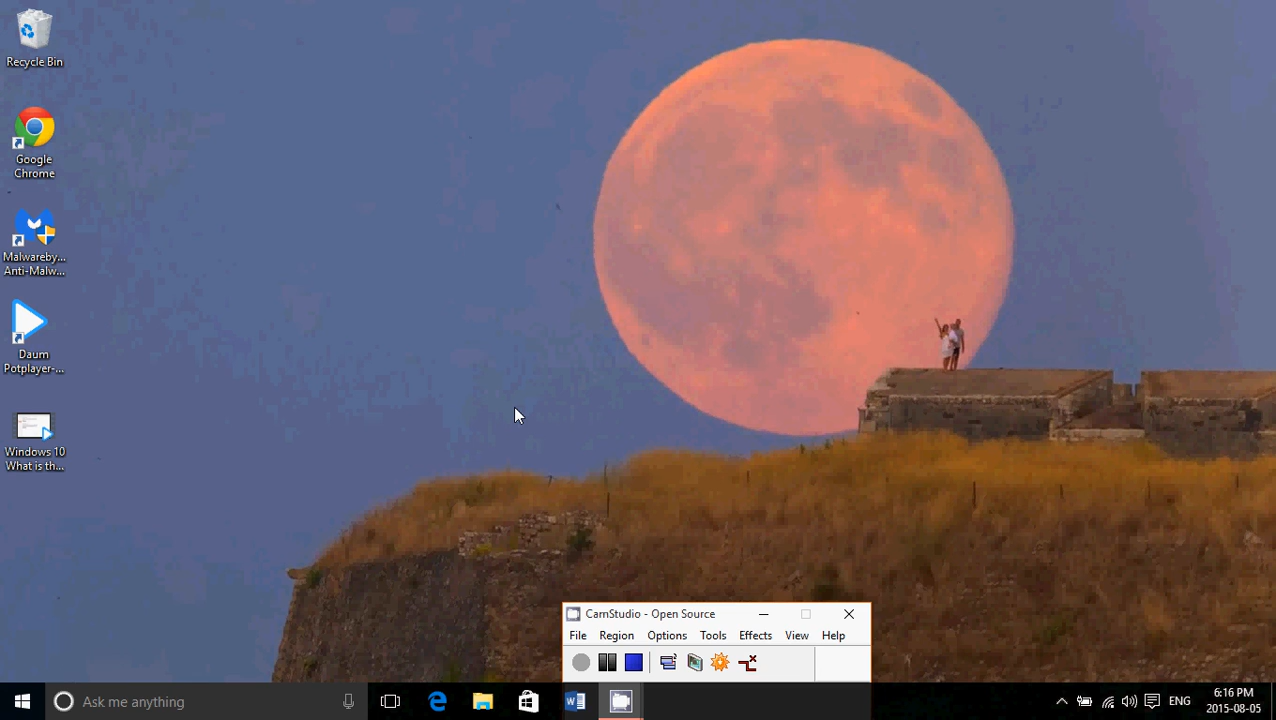 Recycle Bin
Google
Chrome
Malwareby...
Anti-Malw...
Daum
Potplayer-...
Windows 10
What is th...
CamStudio - Open Source
File Region Options Tools Effects View Help
Ask me anything
ENG
6:16 PM
2015-08-05